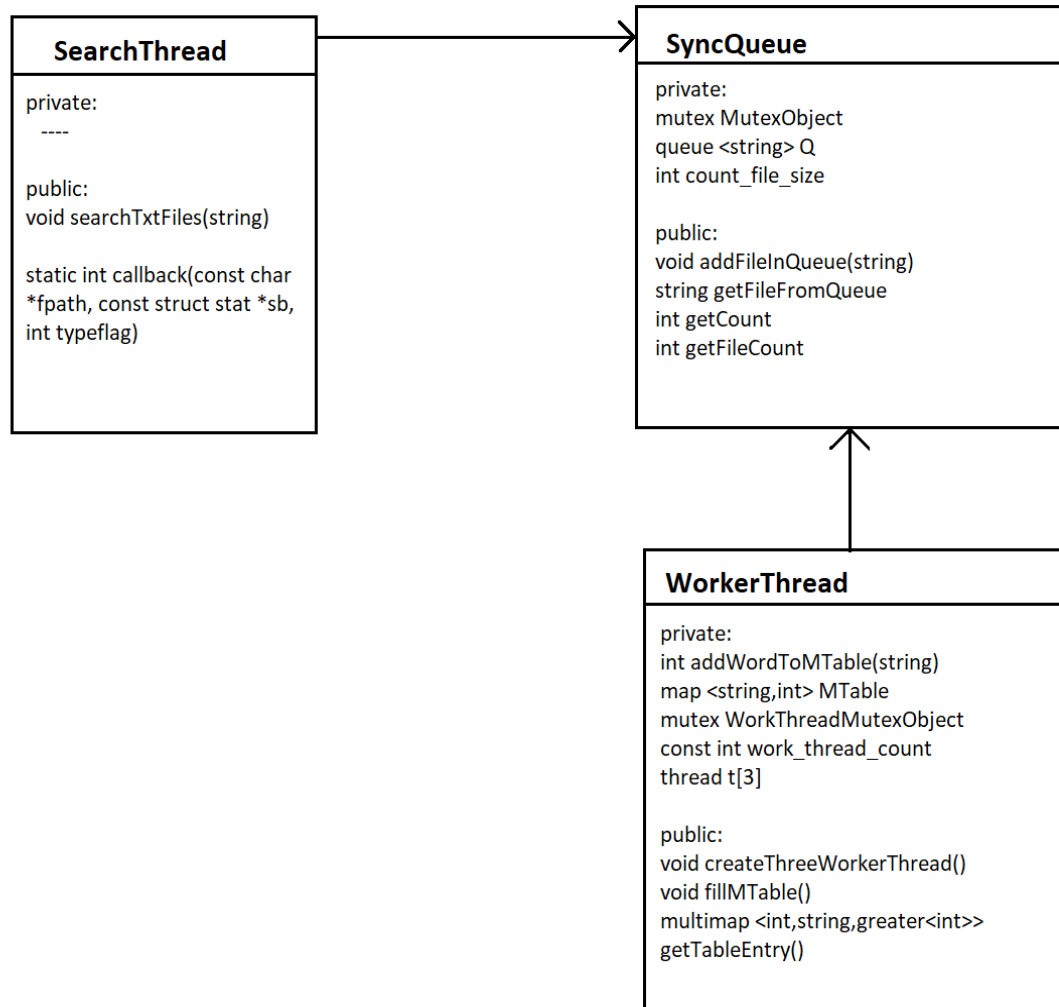 SearchThread
private:
----
public:
void searchTxtFiles(string)
static int callback(const char
*fpath, const struct stat *sb,
int typeflag)
SyncQueue
private:
mutex MutexObject
queue <string> Q
int count_file_size
public:
void addFileInQueue(string)
string getFileFromQueue
int getCount
int getFileCount
WorkerThread
private:
int addWordToMTable(string)
map <string,int> MTable
mutex WorkThreadMutexObject
const int work_thread_count
thread t[3]
public:
void createThreeWorkerThread()
void fillMTable()
multimap <int,string,greater<int>>
getTableEntry()